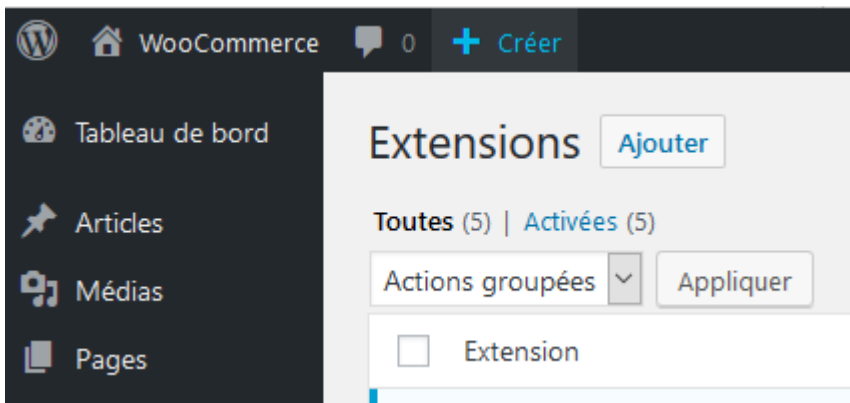 WooCommerce 0 + Créer
Tableau de bord
Extensions Ajouter
Articles
Toutes (5) | Activées (5)
Médias
Actions groupées Appliquer
Pages
Extension